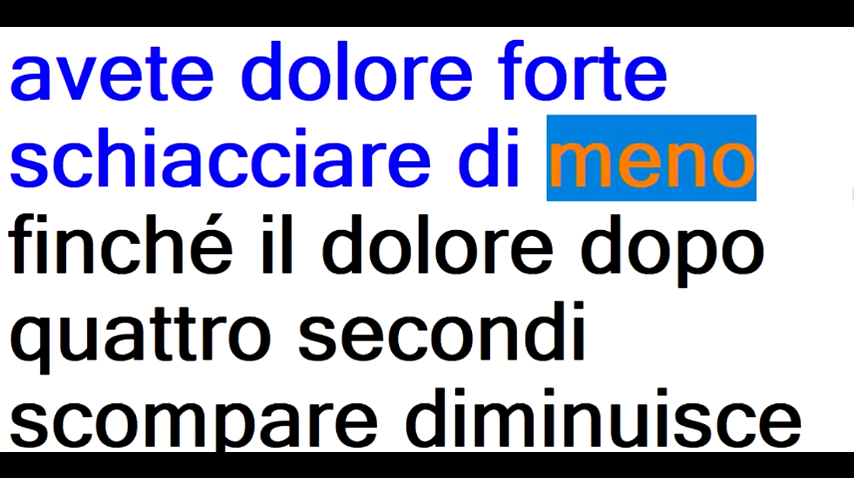 avete dolore forte
schiacciare di meno
finché il dolore dopo
quattro secondi
scompare diminuisce